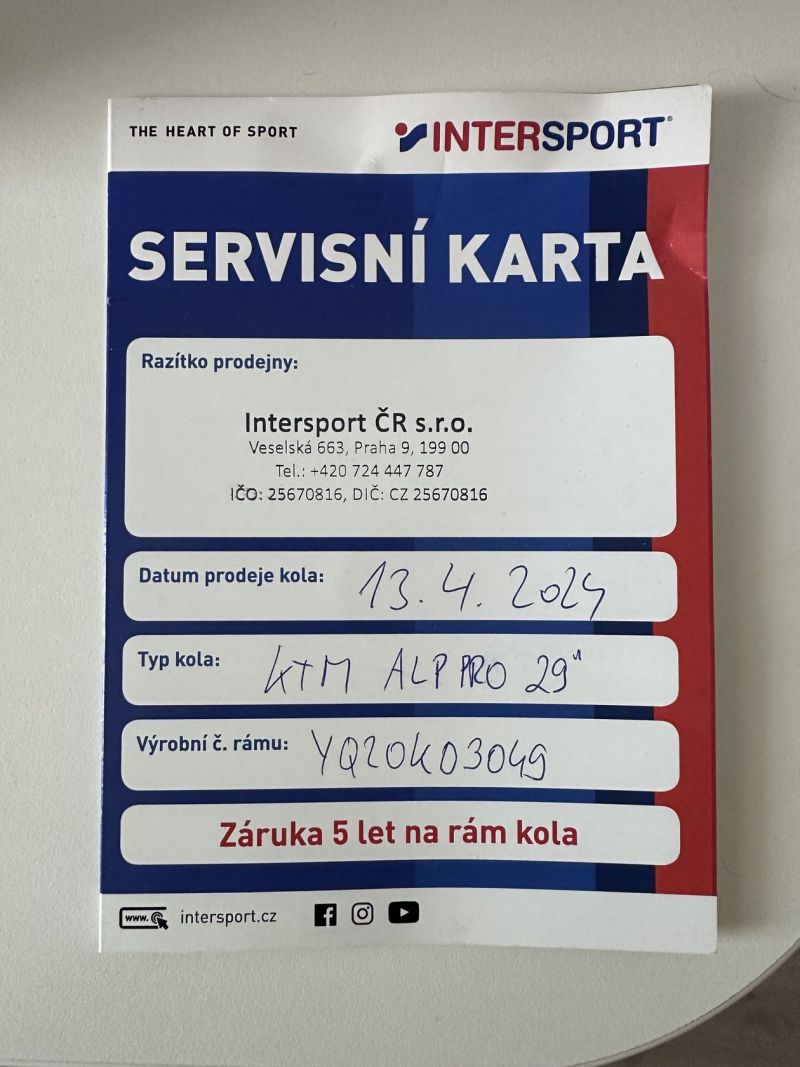 THE HEART OF SPORT
INTERSPORT®
SERVISNÍ KARTA
Razítko prodejny:
Intersport ČR s.r.o.
Veselská 663, Praha 9, 199 00
Tel.: +420 724 447 787
IČO: 25670816, DIČ: CZ 25670816
Datum prodeje kola: 13.4.2024
Typ kola: KTM ALP PRO 29"
Výrobní č. rámu: YQ20K03049
Záruka 5 let na rám kola
www. intersport.cz